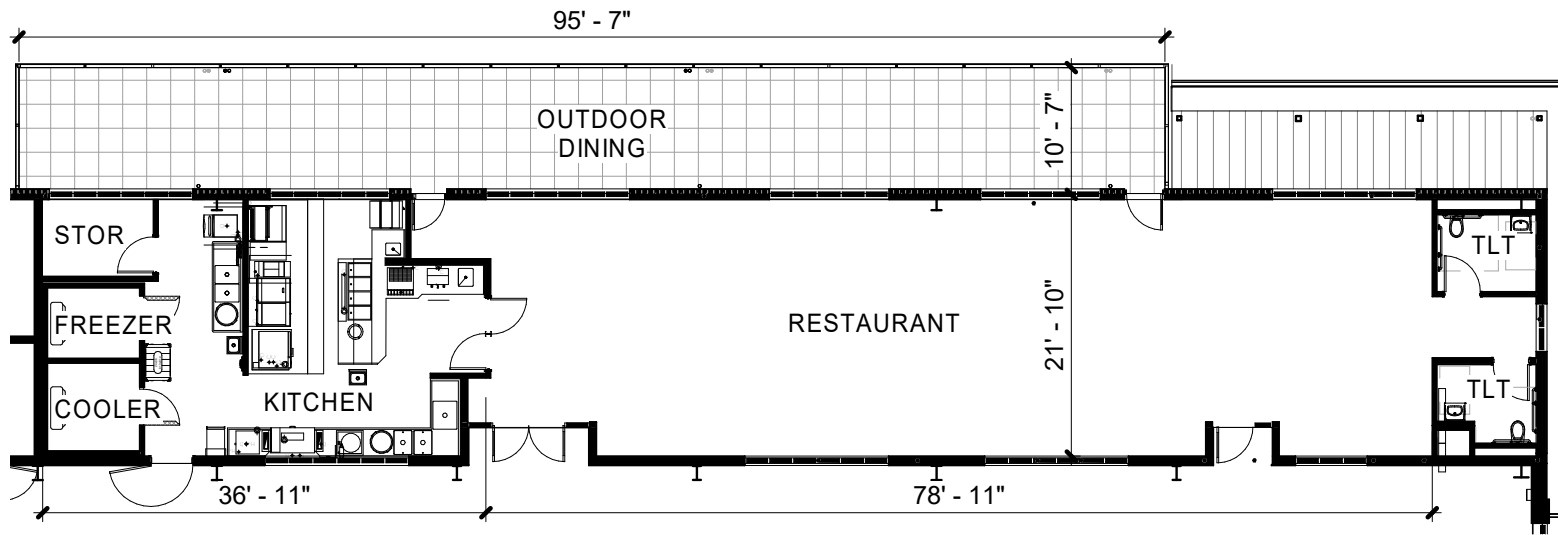 95' - 7"
OUTDOOR
DINING
10' - 7"
STOR
TLT
FREEZER
RESTAURANT
21' - 10"
COOLER
KITCHEN
TLT
36' - 11"
78' - 11"